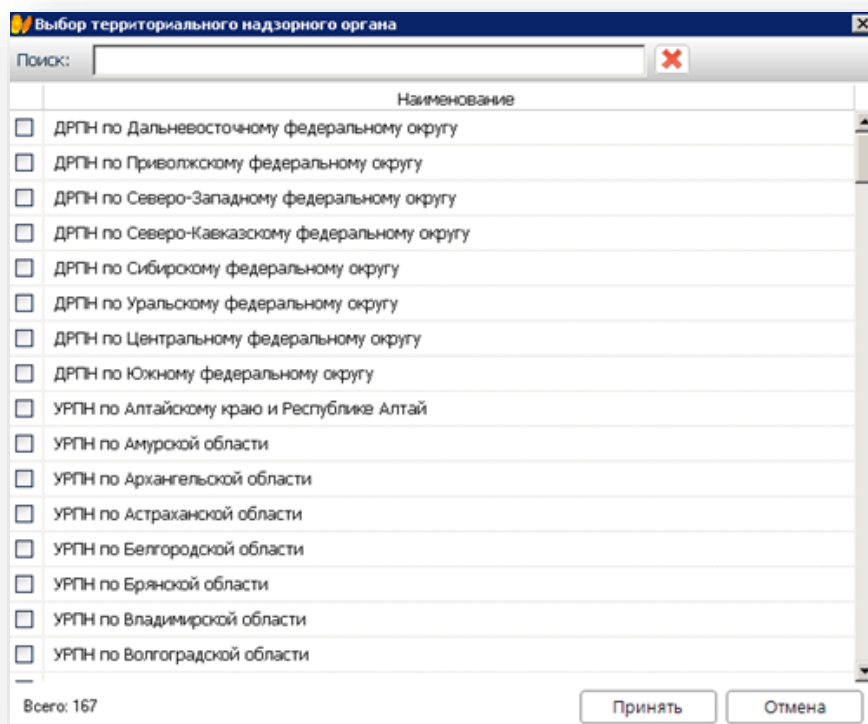 Выбор территориального надзорного органа
Поиск:
Наименование
ДРПН по Дальневосточному федеральному округу
ДРПН по Приволжскому федеральному округу
ДРПН по Северо-Западному федеральному округу
ДРПН по Северо-Кавказскому федеральному округу
ДРПН по Сибирскому федеральному округу
ДРПН по Уральскому федеральному округу
ДРПН по Центральному федеральному округу
ДРПН по Южному федеральному округу
УРПН по Алтайскому краю и Республике Алтай
УРПН по Амурской области
УРПН по Архангельской области
УРПН по Астраханской области
УРПН по Белгородской области
УРПН по Брянской области
УРПН по Владимирской области
УРПН по Волгоградской области
Всего: 167
Принять
Отмена